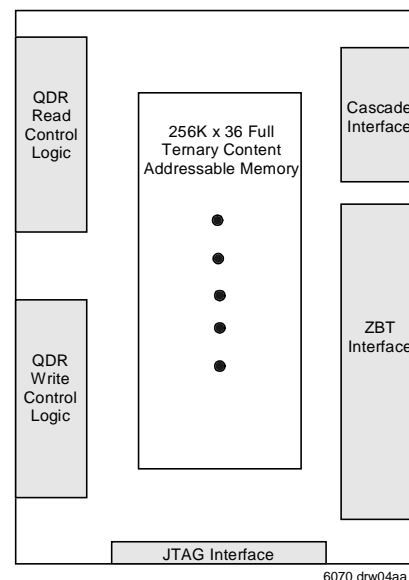 QDR
Read
Control
Logic
256K x 36 Full
Ternary Content
Addressable Memory
Cascade
Interface
QDR
Write
Control
Logic
ZBT
Interface
JTAG Interface
6070 drw04aa